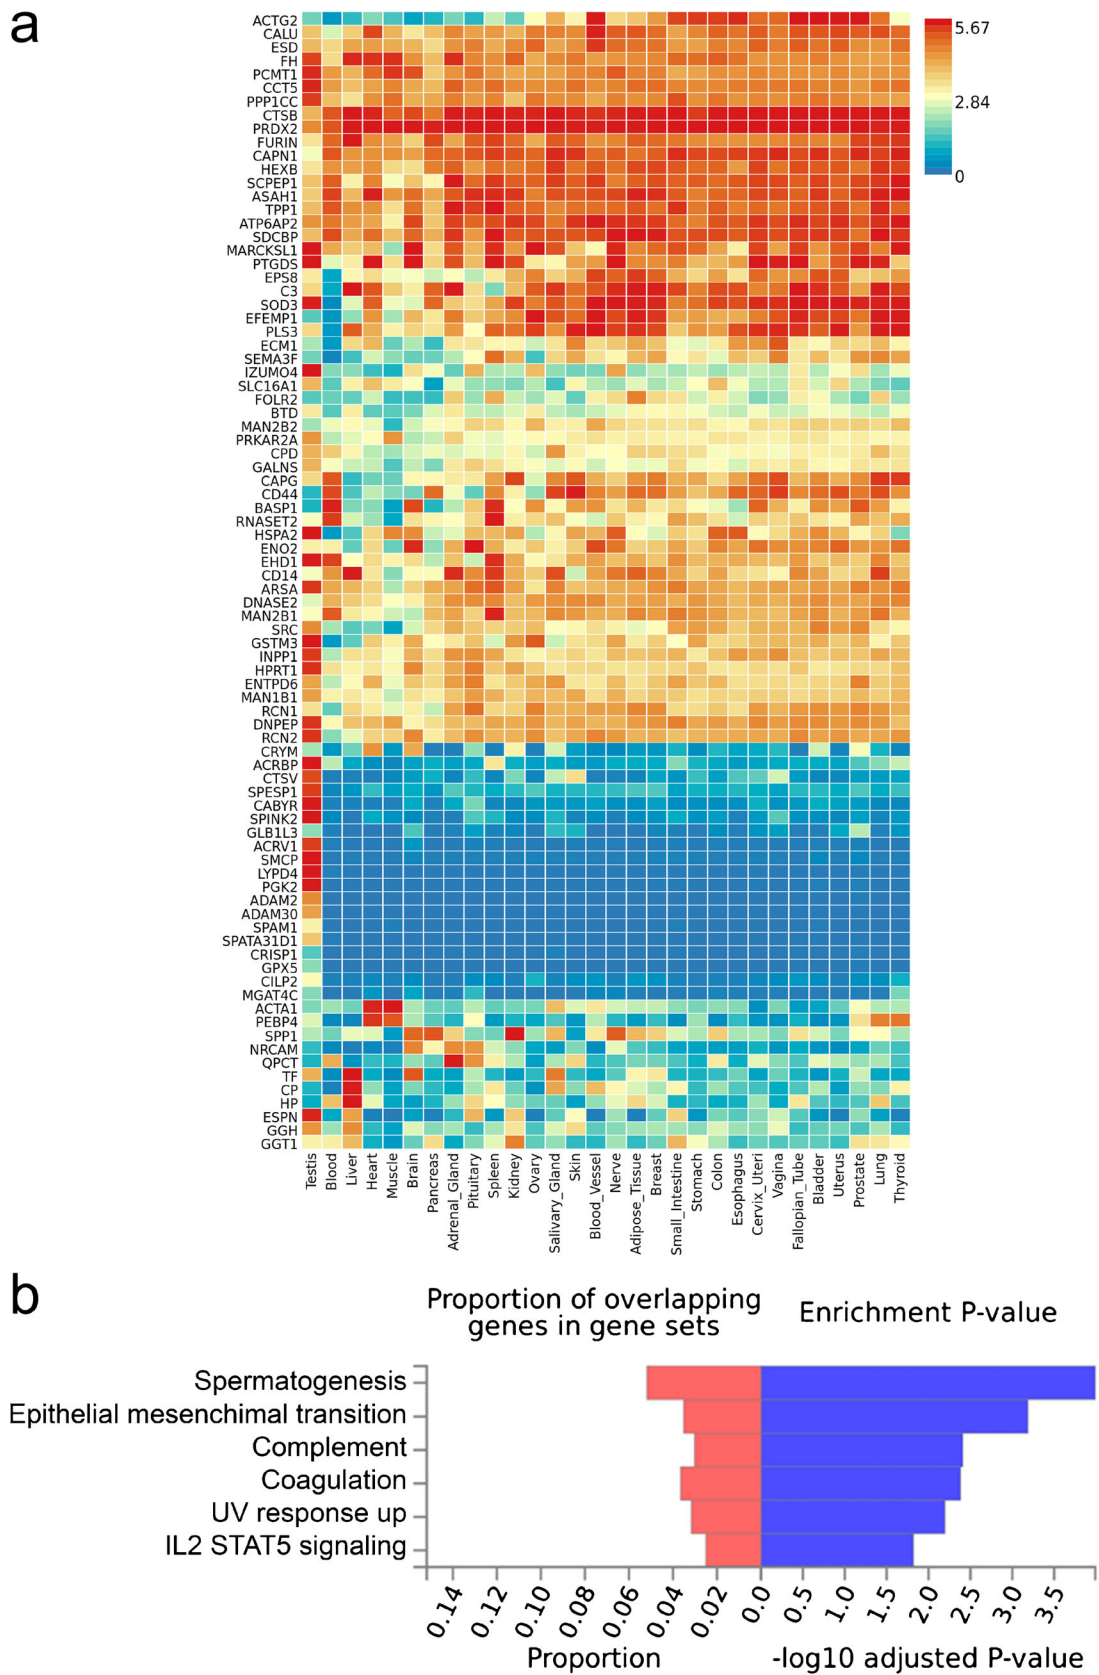 a
ACTG2
CALU
ESD
FH
PCMT1
CCT5
PPP1CC
CTSB
PRDX2
FURIN
CAPN1
HEXB
SCPEP1
ASAH1
TPP1
ATP6AP2
SDCBP
MARCKSL1
PTGDS
EPS8
C3
SOD3
EFEMP1
PLS3
ECM1
SEMA3F
IZUMO4
SLC16A1
FOLR2
BTD
MAN2B2
PRKAR2A
CPD
GALNS
CAPG
CD44
BASP1
RNASET2
HSPA2
ENO2
EHD1
CD14
ARSA
DNASE2
MAN2B1
SRC
GSTM3
INPP1
HPRT1
ENTPD6
MAN1B1
RCN1
DNPEP
RCN2
CRYM
ACRBP
CTSV
SPESP1
CABYR
SPINK2
GLB1L3
ACRV1
SMCP
LYPD4
PGK2
ADAM2
ADAM30
SPAM1
SPATA31D1
CRISP1
GPX5
CILP2
MGAT4C
ACTA1
PEBP4
SPP1
NRCAM
QPCT
TF
CP
HP
ESPN
GGH
GGT1
5.67
2.84
0
Testis
Blood
Liver
Heart
Muscle
Brain
Pancreas
Adrenal_Gland
Pituitary
Spleen
Kidney
Ovary
Salivary_Gland
Skin
Blood_Vessel
Nerve
Adipose_Tissue
Breast
Small_Intestine
Stomach
Colon
Esophagus
Cervix_Uteri
Vagina
Fallopian_Tube
Bladder
Uterus
Prostate
Lung
Thyroid
b
Proportion of overlapping
genes in gene sets
Enrichment P-value
Spermatogenesis
Epithelial mesenchimal transition
Complement
Coagulation
UV response up
IL2 STAT5 signaling
0.14
0.12
0.10
0.08
0.06
0.04
0.02
0.0
0.5
1.0
1.5
2.0
2.5
3.0
3.5
Proportion
-log10 adjusted P-value